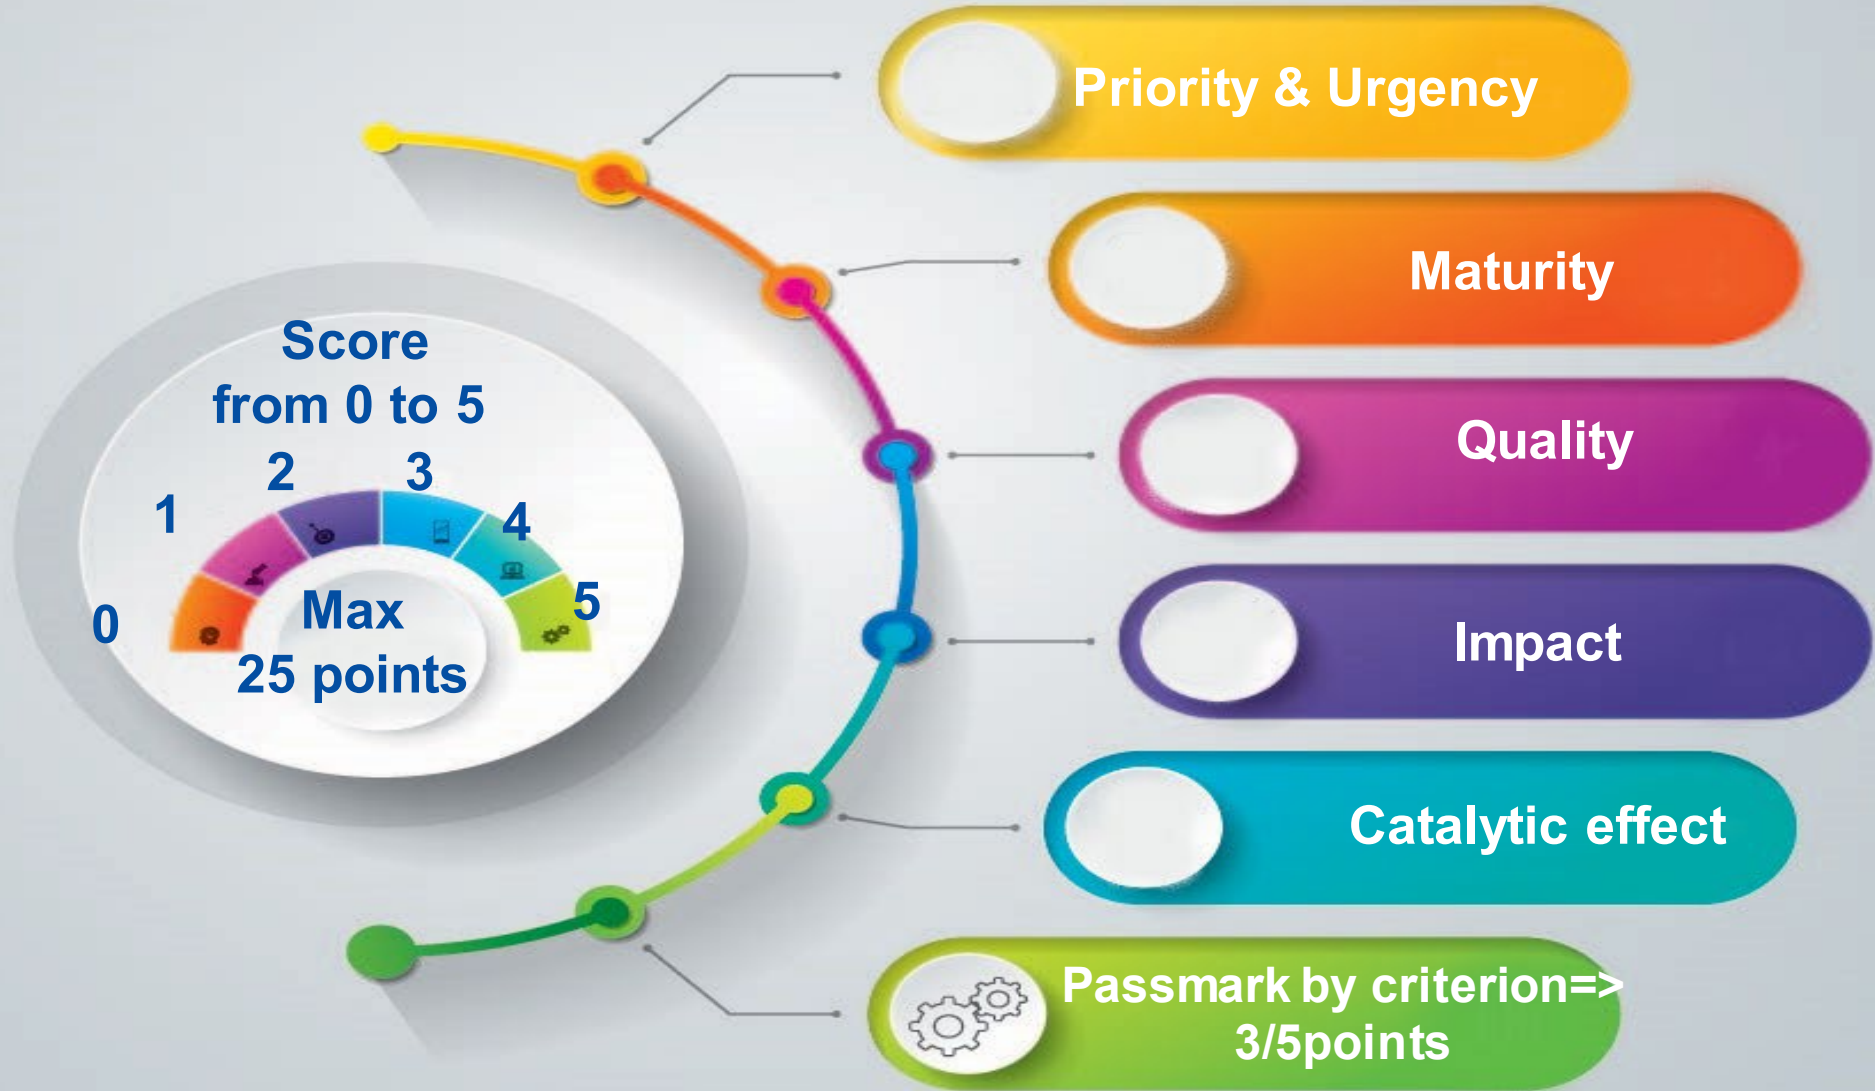 Score
from 0 to 5
0
1
2
3
4
5
Max
25 points
Priority & Urgency
Maturity
Quality
Impact
Catalytic effect
Passmark by criterion=>
3/5points